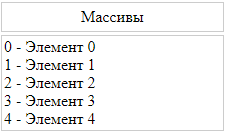 Массивы
0 - Элемент 0
1 - Элемент 1
2 - Элемент 2
3 - Элемент 3
4 - Элемент 4